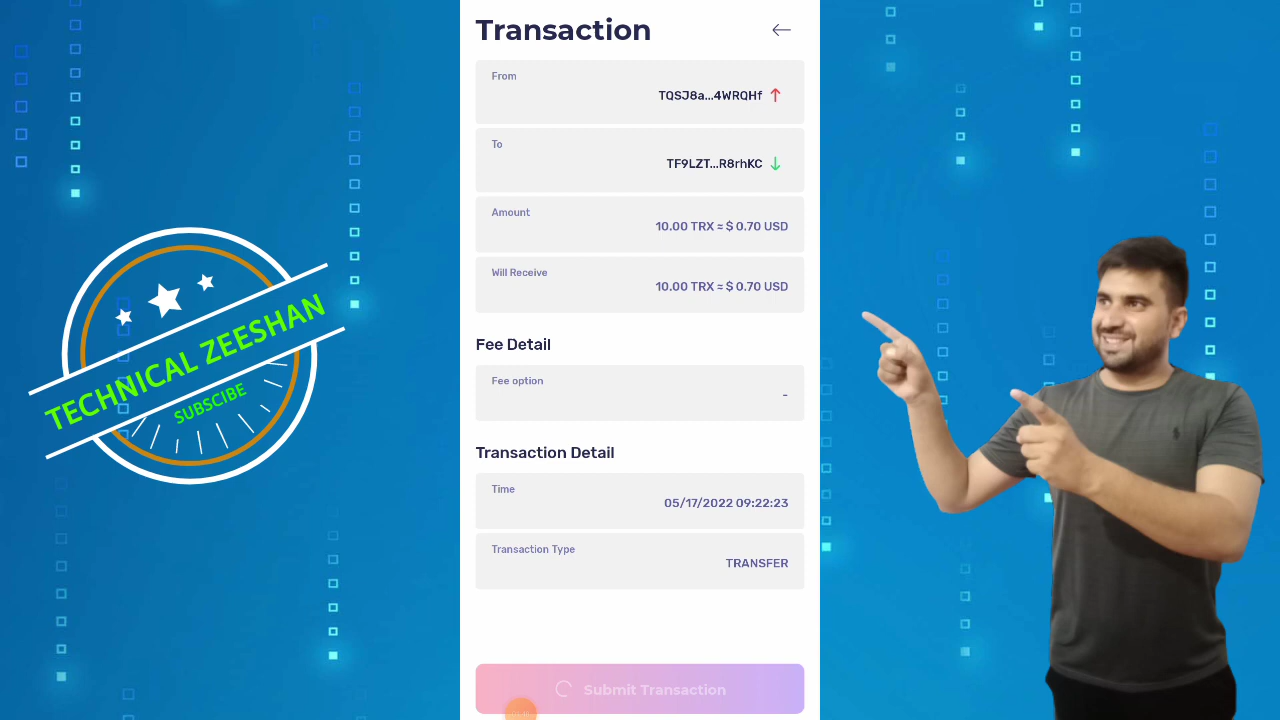 TECHNICAL ZEESHAN
SUBSCIBE
Transaction
From
TQSJ8a...4WRQHf
To
TF9LZT...R8rhKC
Amount
10.00 TRX ≈ $ 0.70 USD
Will Receive
10.00 TRX ≈ $ 0.70 USD
Fee Detail
Fee option
-
Transaction Detail
Time
05/17/2022 09:22:23
Transaction Type
TRANSFER
Submit Transaction